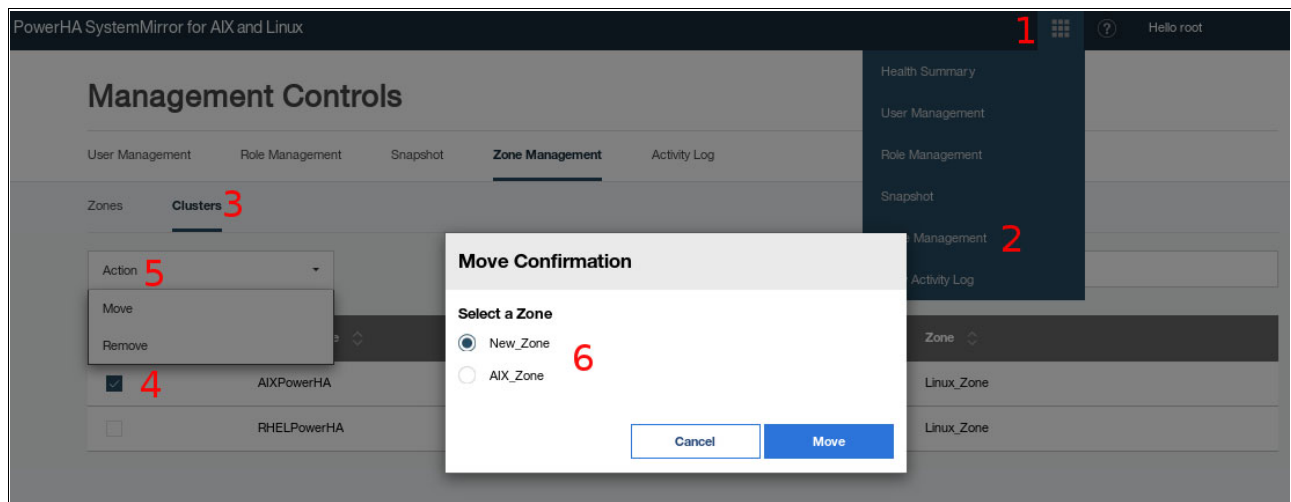 PowerHA SystemMirror for AIX and Linux 1 ? Hello root
Health Summary
Management Controls
User Management
User Management Role Management Snapshot Zone Management Activity Log
Role Management
Zones Clusters 3
Snapshot
Management 2
Action 5
Activity Log
Move Confirmation
Move
Remove
Select a Zone
New_Zone
6
AIX_Zone
Zone
4 AIXPowerHA Linux_Zone
RHELPowerHA Linux_Zone
Cancel Move